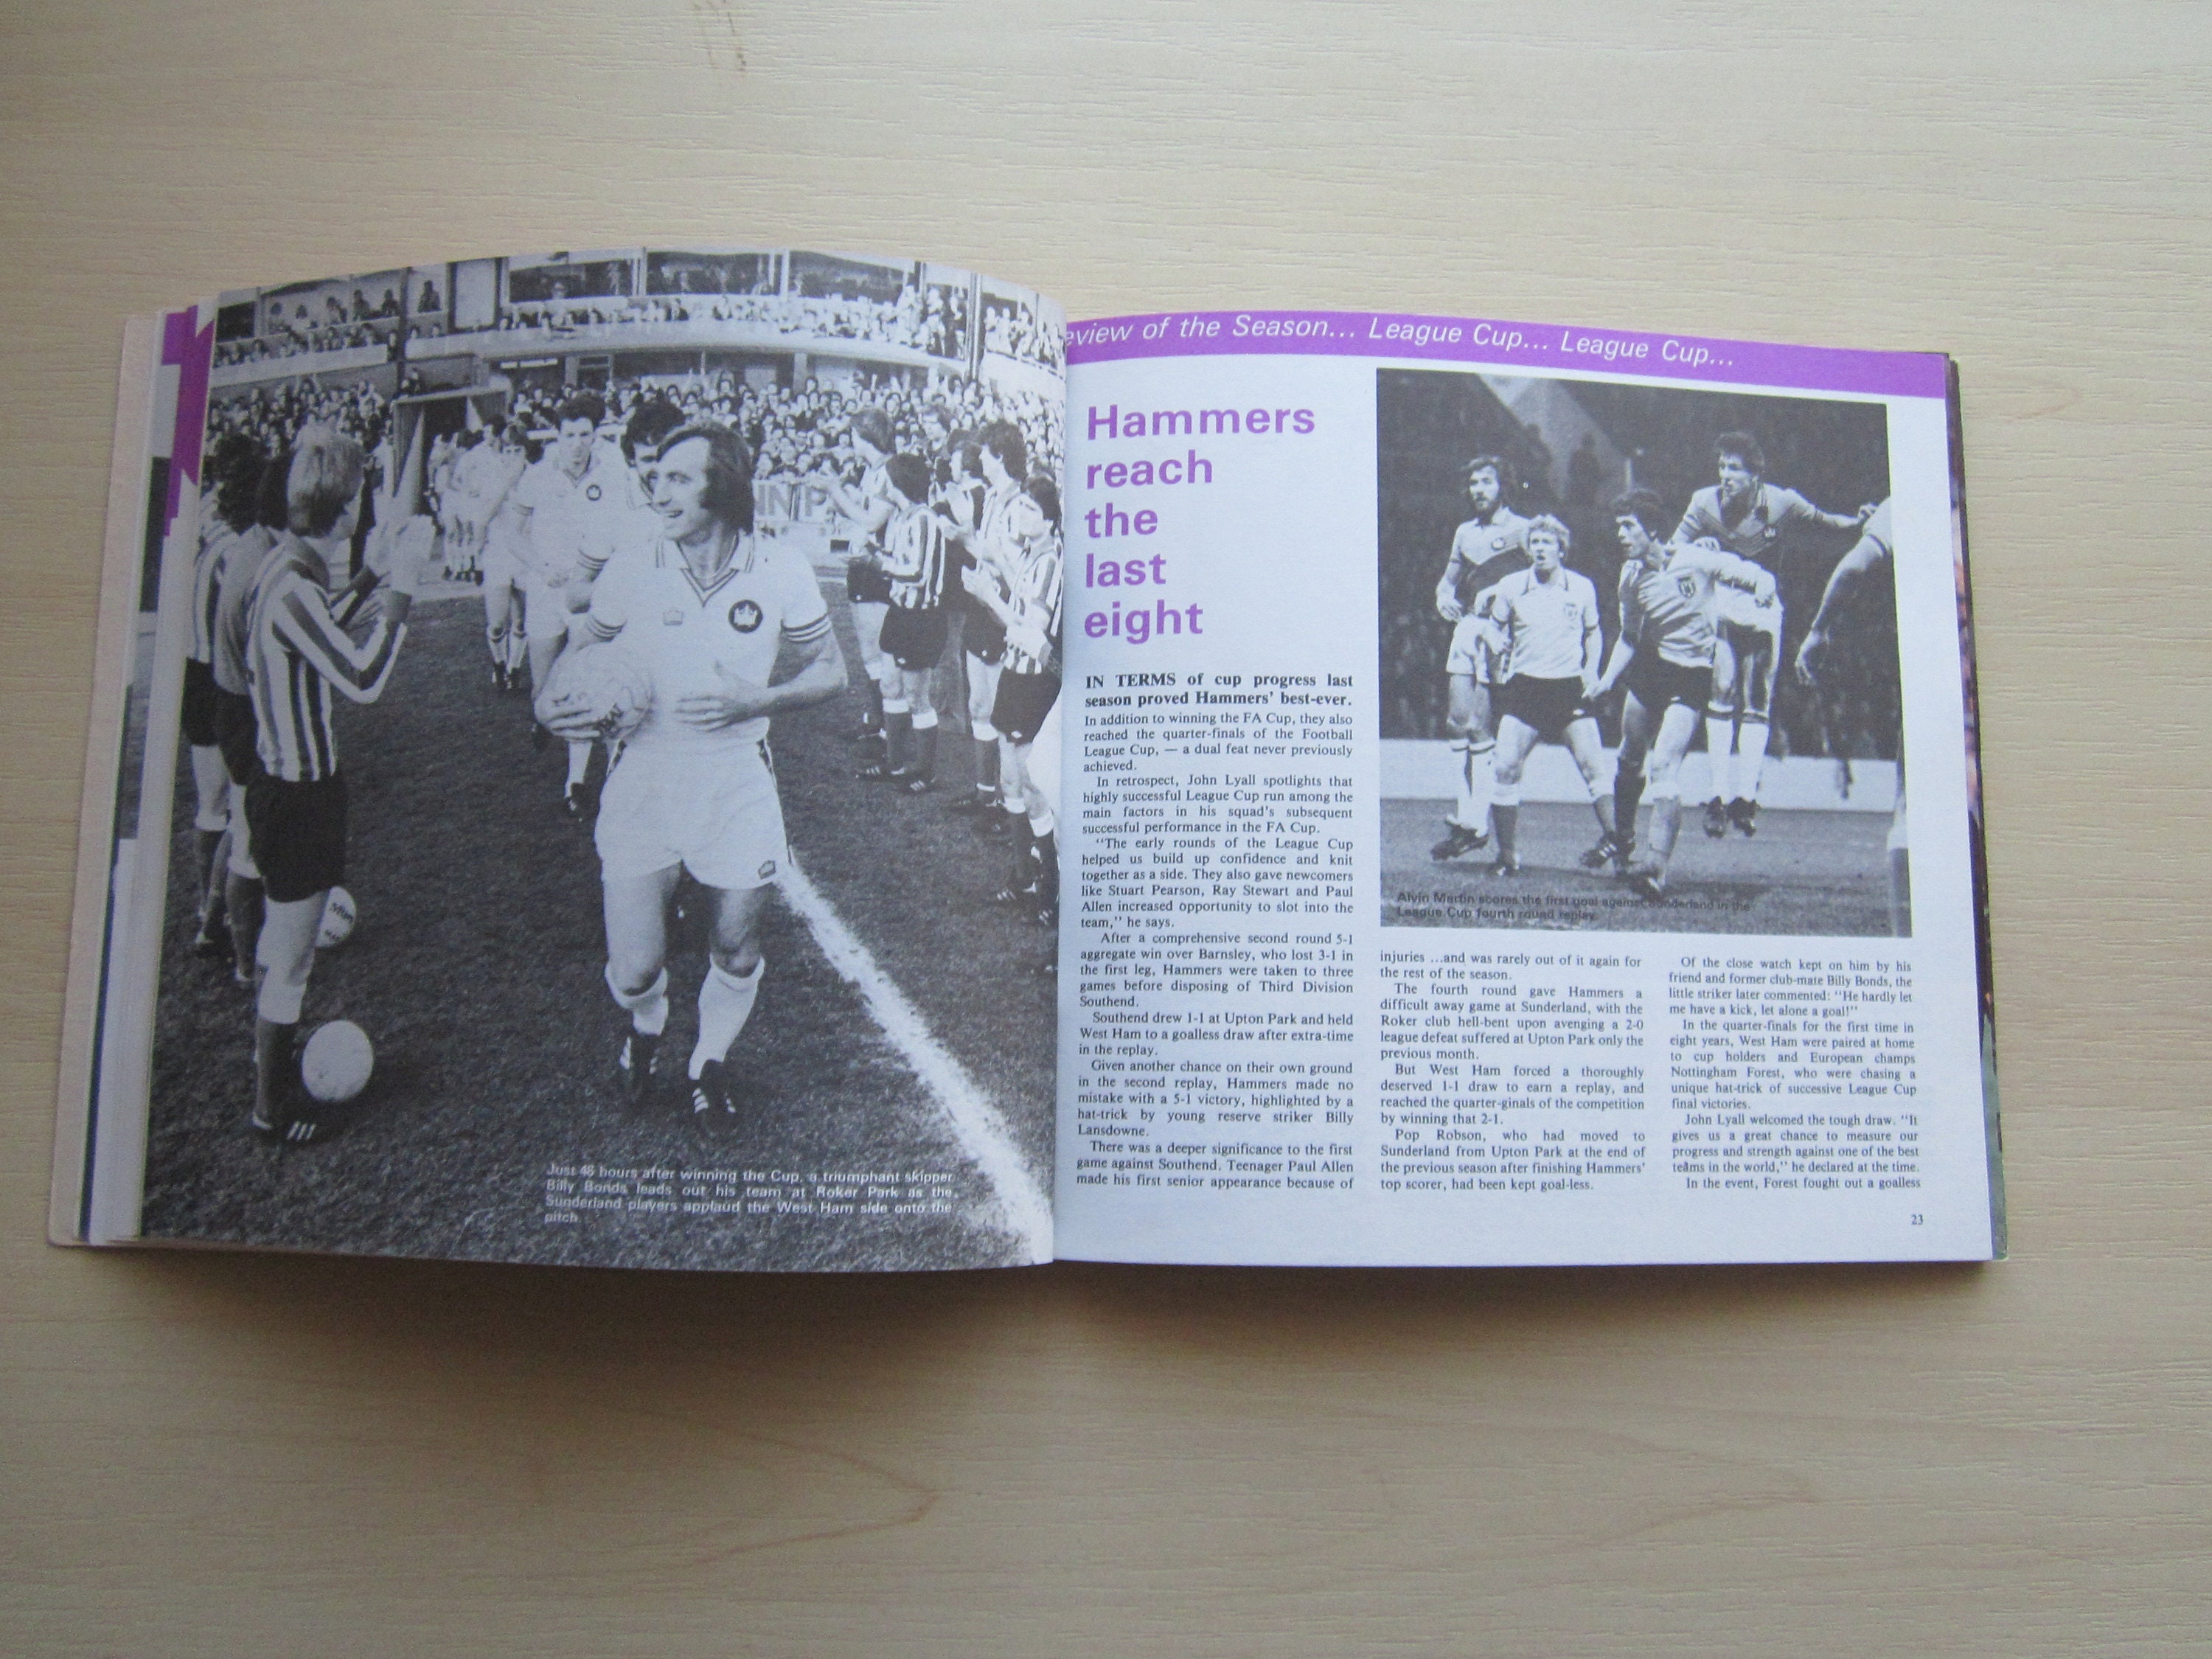 Just 48 hours after winning the Cup, a triumphant skipper
Billy Bonds leads out his team at Roker Park as the
Sunderland players applaud the West Ham side onto the
pitch
eview of the Season... League Cup... League Cup...
Hammers
reach
the
last
eight
IN TERMS of cup progress last
season proved Hammers' best-ever.
In addition to winning the FA Cup, they also
reached the quarter-finals of the Football
League Cup, — a dual feat never previously
achieved.
In retrospect, John Lyall spotlights that
highly successful League Cup run among the
main factors in his squad's subsequent
successful performance in the FA Cup.
"The early rounds of the League Cup
helped us build up confidence and knit
together as a side. They also gave newcomers
like Stuart Pearson, Ray Stewart and Paul
Allen increased opportunity to slot into the
team," he says.
After a comprehensive second round 5-1
aggregate win over Barnsley, who lost 3-1 in
the first leg, Hammers were taken to three
games before disposing of Third Division
Southend.
Southend drew 1-1 at Upton Park and held
West Ham to a goalless draw after extra-time
in the replay.
Given another chance on their own ground
in the second replay, Hammers made no
mistake with a 5-1 victory, highlighted by a
hat-trick by young reserve striker Billy
Lansdowne.
There was a deeper significance to the first
game against Southend. Teenager Paul Allen
made his first senior appearance because of
Alvin Martin scores the first goal against Sunderland in the
League Cup fourth round replay.
injuries ...and was rarely out of it again for
the rest of the season.
The fourth round gave Hammers a
difficult away game at Sunderland, with the
Roker club hell-bent upon avenging a 2-0
league defeat suffered at Upton Park only the
previous month.
But West Ham forced a thoroughly
deserved 1-1 draw to earn a replay, and
reached the quarter-ginals of the competition
by winning that 2-1.
Pop Robson, who had moved to
Sunderland from Upton Park at the end of
the previous season after finishing Hammers'
top scorer, had been kept goal-less.
Of the close watch kept on him by his
friend and former club-mate Billy Bonds, the
little striker later commented: "He hardly let
me have a kick, let alone a goal!"
In the quarter-finals for the first time in
eight years, West Ham were paired at home
to cup holders and European champs
Nottingham Forest, who were chasing a
unique hat-trick of successive League Cup
final victories.
John Lyall welcomed the tough draw. "It
gives us a great chance to measure our
progress and strength against one of the best
teams in the world," he declared at the time.
In the event, Forest fought out a goalless
23